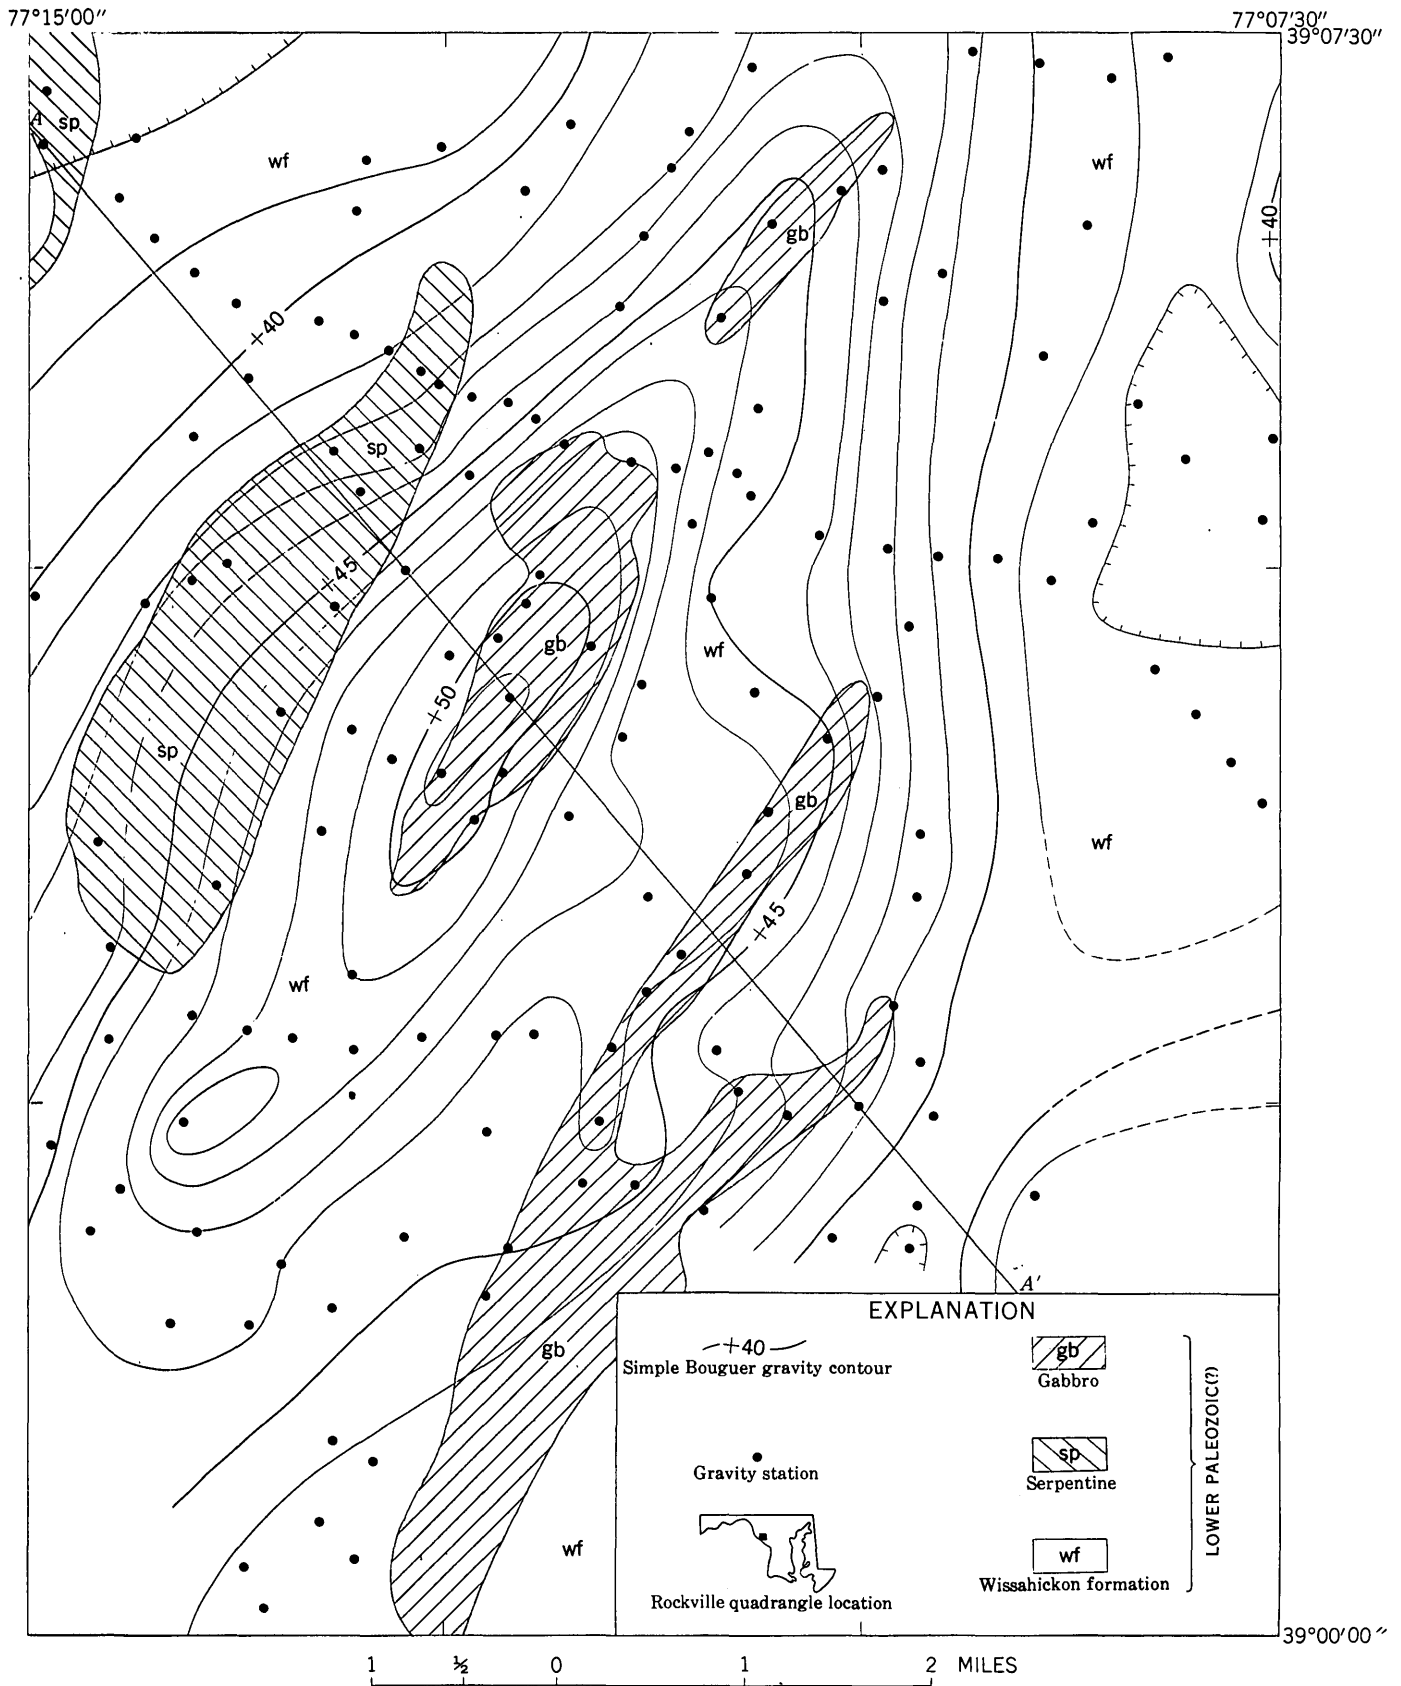 77°15′00″
77°07′30″
39°07′30″
A
sp
wf
wf
gb
+40
+40
sp
+45
gb
wf
+50
sp
gb
wf
+45
wf
A′
gb
wf
EXPLANATION
+40
Simple Bouguer gravity contour
gb
Gabbro
Gravity station
sp
Serpentine
wf
Wissahickon formation
Rockville quadrangle location
LOWER PALEOZOIC(?)
39°00′00″
1 ½ 0 1 2 MILES